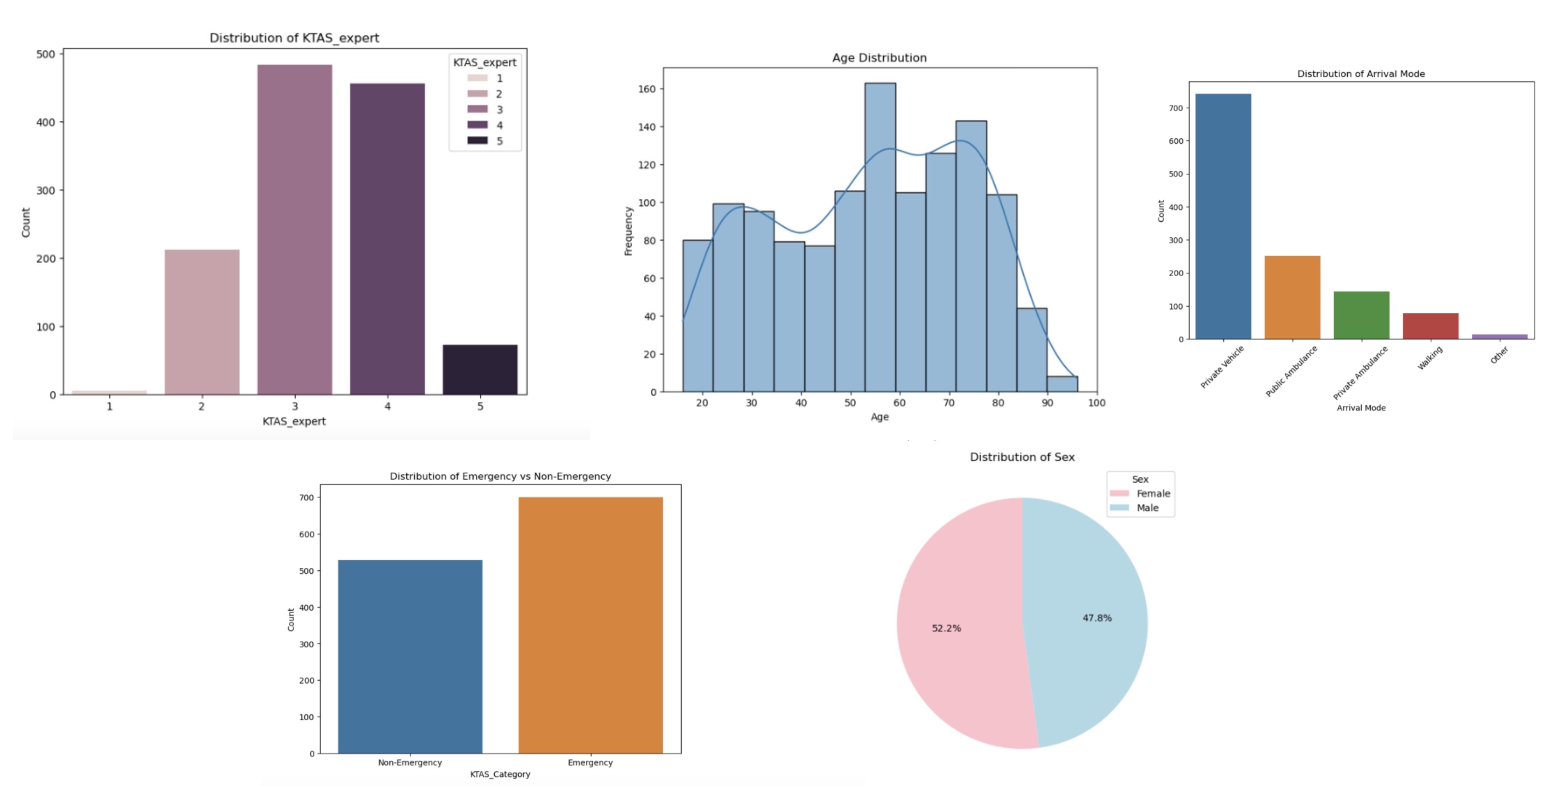 Distribution of KTAS_expert
500
400
300
200
100
0
Count
1
2
3
4
5
KTAS_expert
KTAS_expert
1
2
3
4
5
Age Distribution
160
140
120
100
80
60
40
20
0
Frequency
20 30 40 50 60 70 80 90 100
Age
Distribution of Arrival Mode
700
600
500
400
300
200
100
0
Count
Private Vehicle
Public Ambulance
Private Ambulance
Walking
Other
Arrival Mode
Distribution of Emergency vs Non-Emergency
700
600
500
400
300
200
100
0
Count
Non-Emergency
Emergency
KTAS_Category
Distribution of Sex
Sex
Female
Male
52.2%
47.8%